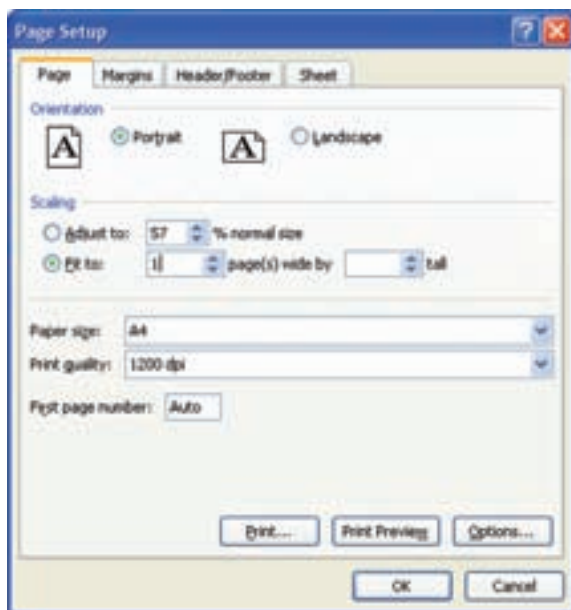 Page Setup
Page Margins Header/Footer Sheet
Orientation
A Portrait A Landscape
Scaling
Adjust to: 57 % normal size
Fit to: 1 page(s) wide by tall
Paper size: A4
Print quality: 1200 dpi
First page number: Auto
Print... Print Preview Options...
OK Cancel